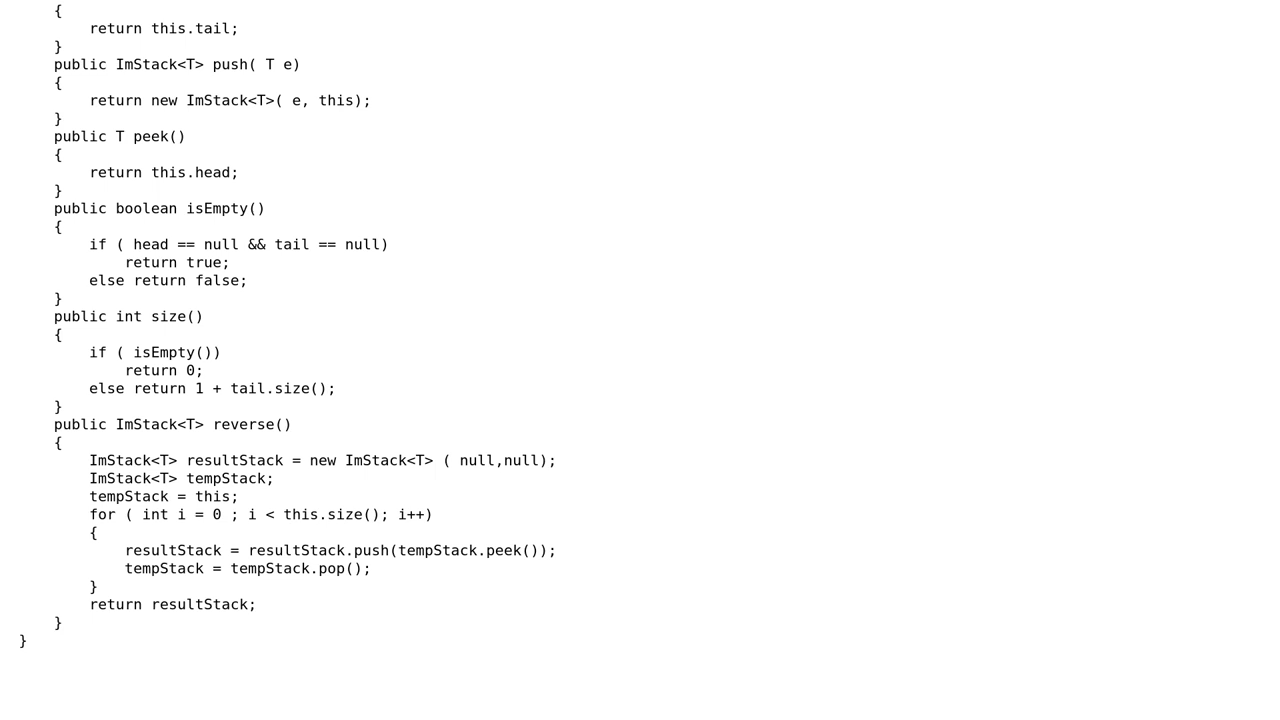 {
return this.tail;
}
public ImStack<T> push( T e)
{
return new ImStack<T>( e, this);
}
public T peek()
{
return this.head;
}
public boolean isEmpty()
{
if ( head == null && tail == null)
return true;
else return false;
}
public int size()
{
if ( isEmpty())
return 0;
else return 1 + tail.size();
}
public ImStack<T> reverse()
{
ImStack<T> resultStack = new ImStack<T> ( null,null);
ImStack<T> tempStack;
tempStack = this;
for ( int i = 0 ; i < this.size(); i++)
{
resultStack = resultStack.push(tempStack.peek());
tempStack = tempStack.pop();
}
return resultStack;
}
}